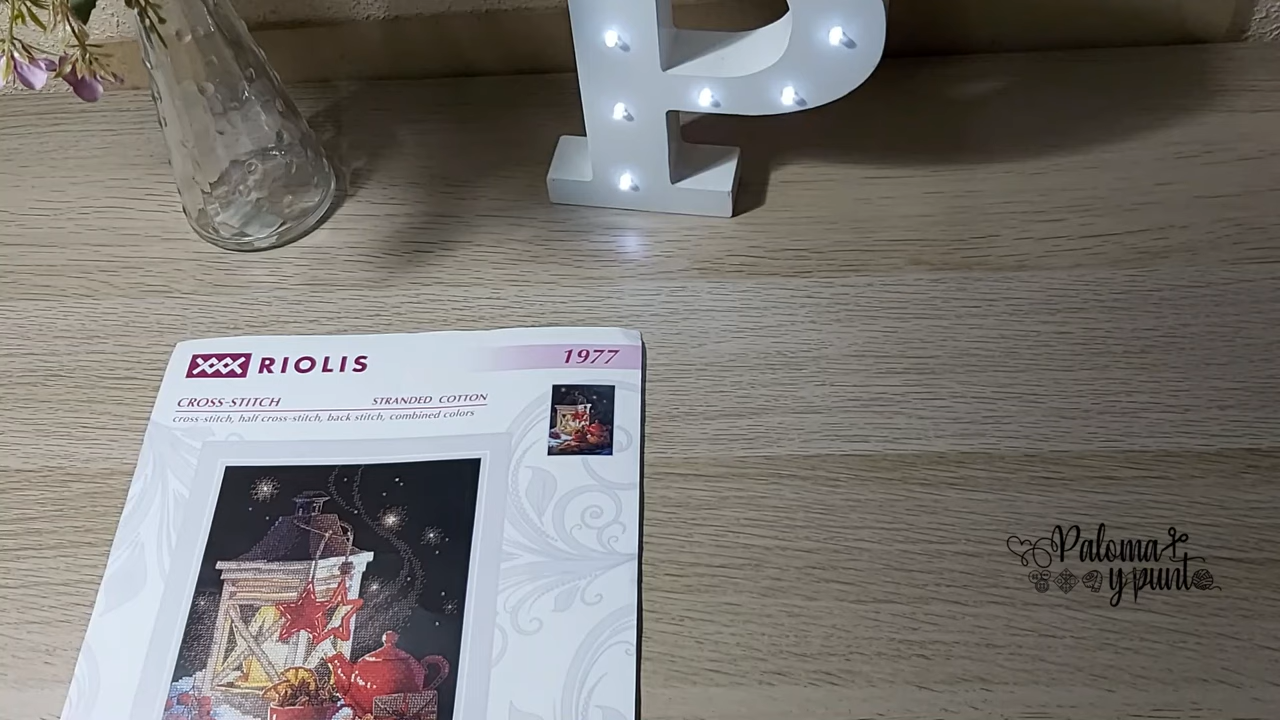 P
RIOLIS
1977
CROSS-STITCH
STRANDED COTTON
cross-stitch, half cross-stitch, back stitch, combined colors
Paloma
y punto